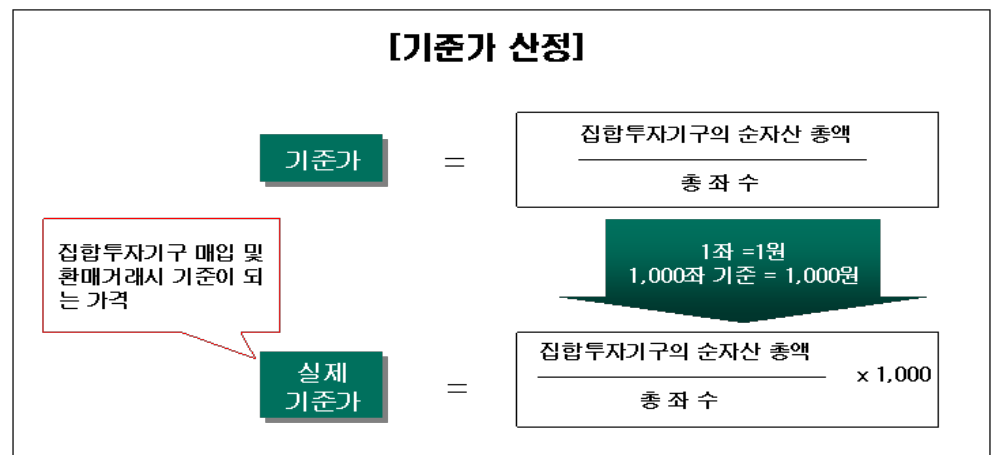 [기준가 산정]
기준가
=
집합투자기구의 순자산 총액
총 좌 수
집합투자기구 매입 및
환매거래시 기준이 되
는 가격
1좌 =1원
1,000좌 기준 = 1,000원
실제
기준가
=
집합투자기구의 순자산 총액
총 좌 수
x 1,000